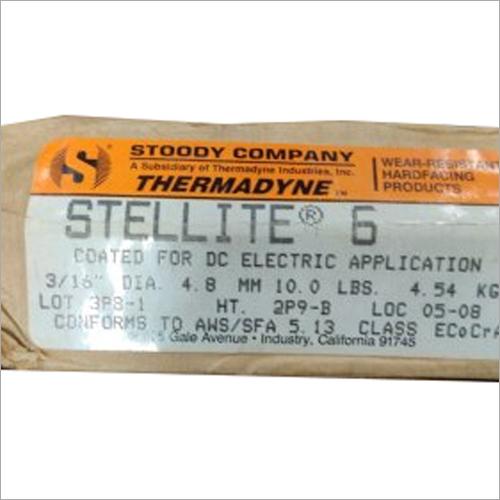 STOODY COMPANY
A Subsidiary of Thermadyne Industries, Inc.
THERMADYNE™
WEAR-RESISTANT
HARDFACING
PRODUCTS
STELLITE® 6
COATED FOR DC ELECTRIC APPLICATION
3/16" DIA. 4.8 MM 10.0 LBS. 4.54 KG
LOT 3P8-1 HT. 2P9-B LOC 05-08
CONFORMS TO AWS/SFA 5.13 CLASS ECoCrA
Gale Avenue • Industry, California 91745